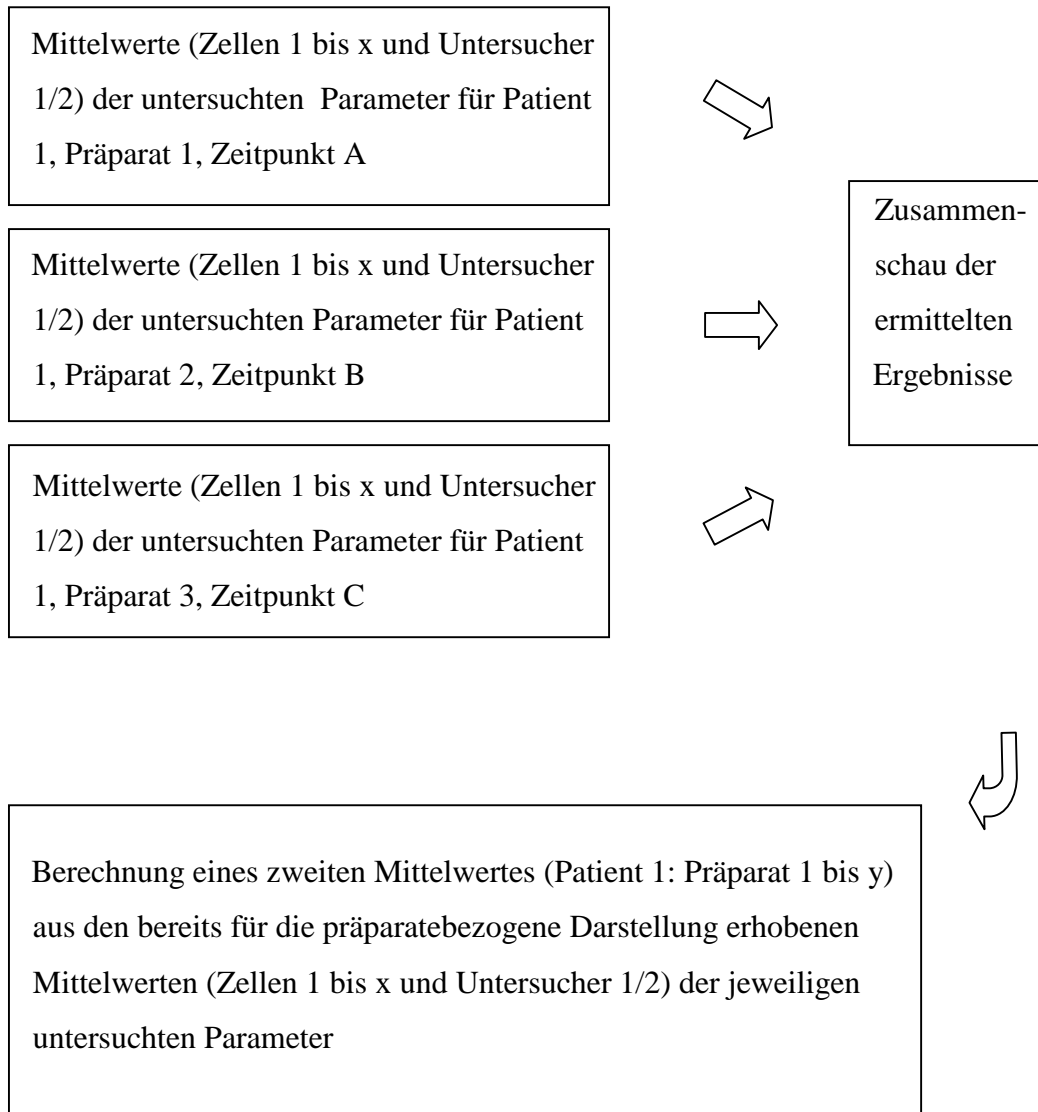 Mittelwerte (Zellen 1 bis x und Untersucher
1/2) der untersuchten Parameter für Patient
1, Präparat 1, Zeitpunkt A
Mittelwerte (Zellen 1 bis x und Untersucher
1/2) der untersuchten Parameter für Patient
1, Präparat 2, Zeitpunkt B
Mittelwerte (Zellen 1 bis x und Untersucher
1/2) der untersuchten Parameter für Patient
1, Präparat 3, Zeitpunkt C
Zusammen-
schau der
ermittelten
Ergebnisse
Berechnung eines zweiten Mittelwertes (Patient 1: Präparat 1 bis y)
aus den bereits für die präparatebezogene Darstellung erhobenen
Mittelwerten (Zellen 1 bis x und Untersucher 1/2) der jeweiligen
untersuchten Parameter